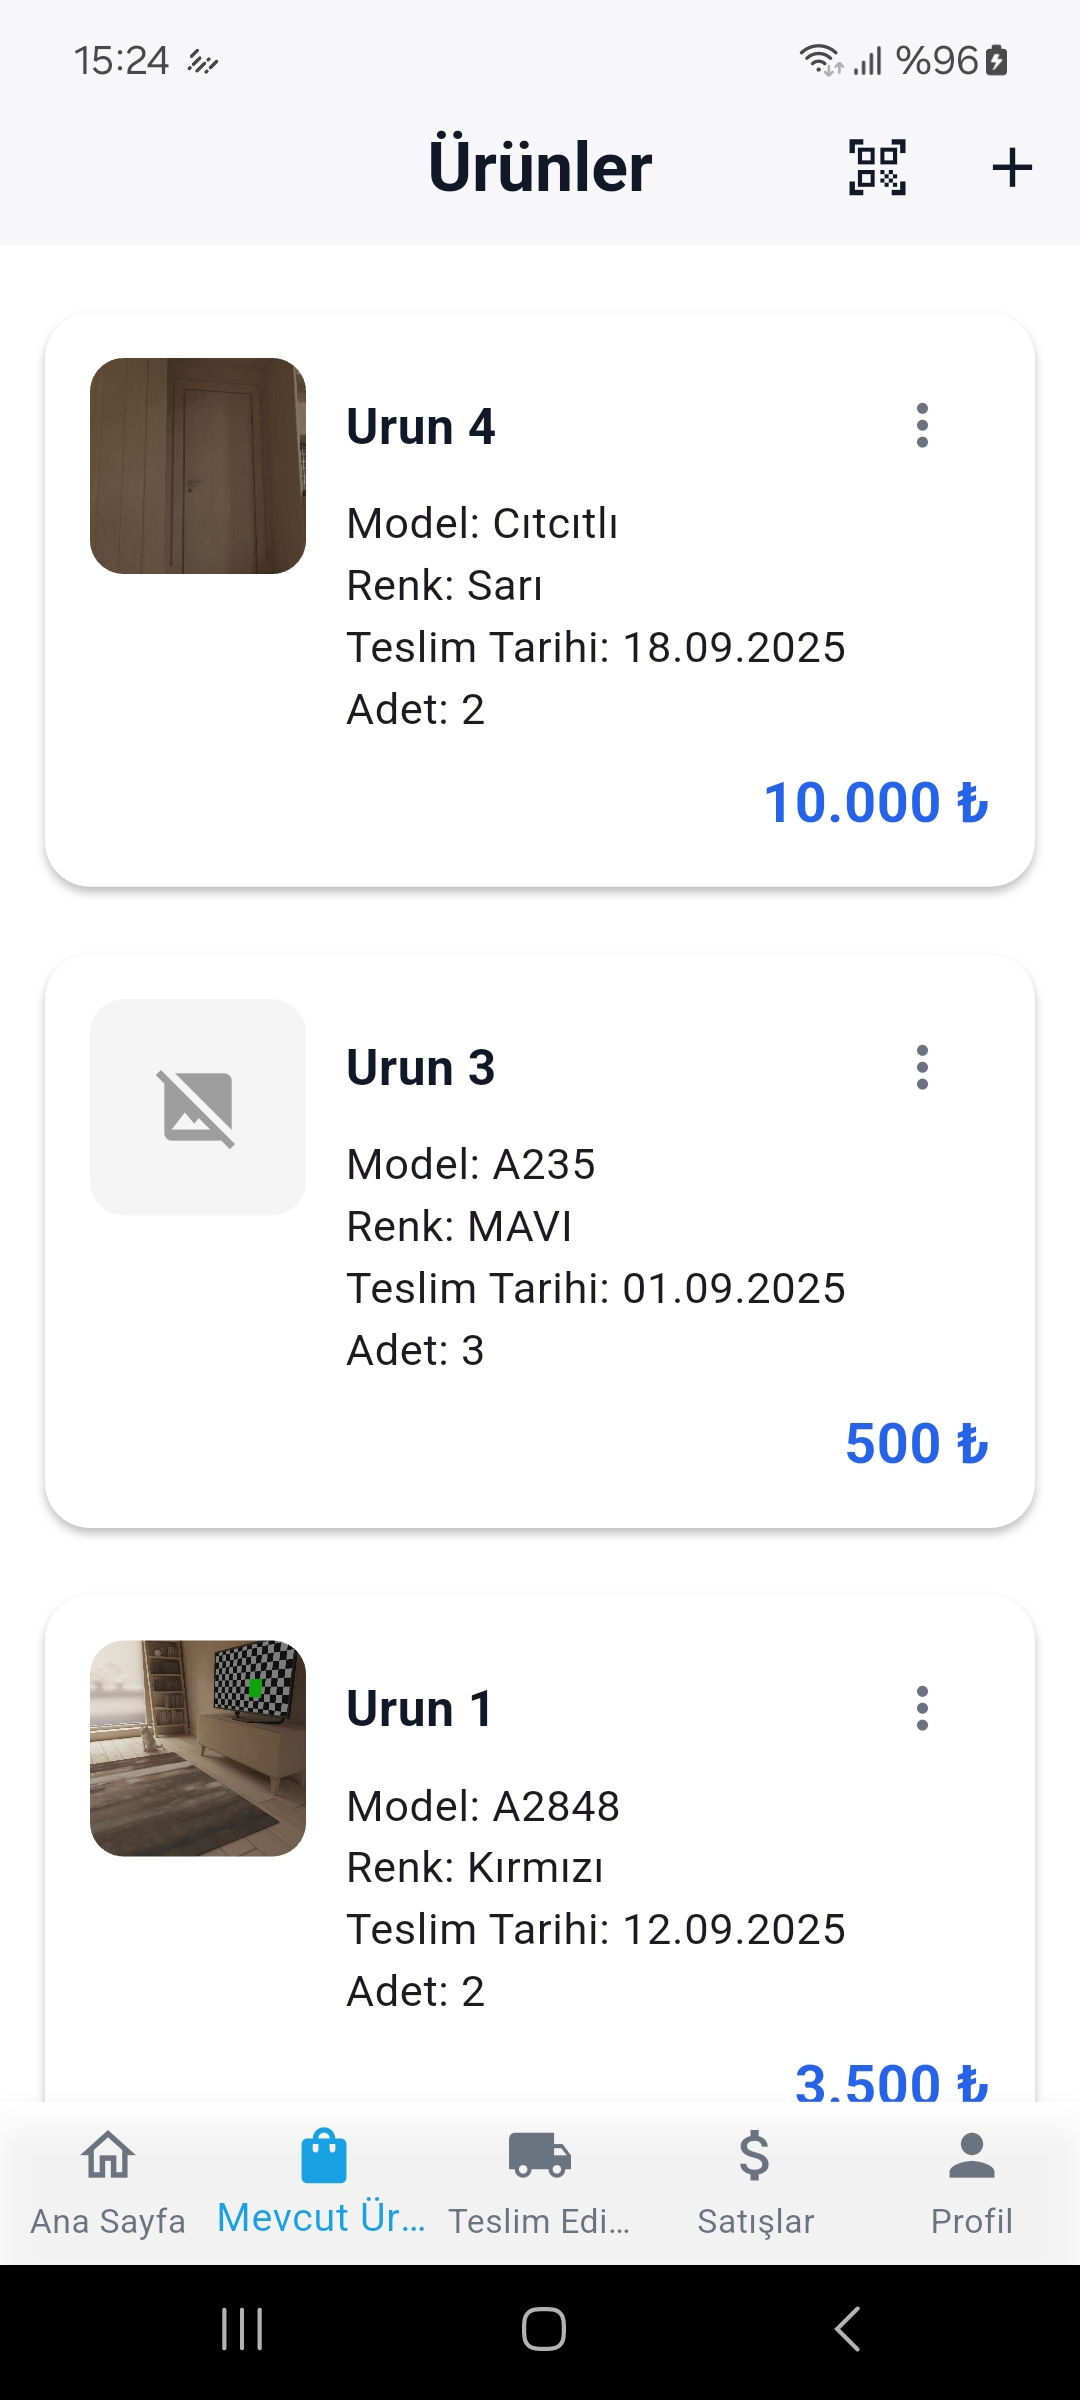 15:24
%96
Ürünler
Urun 4
Model: Cıtcıtlı
Renk: Sarı
Teslim Tarihi: 18.09.2025
Adet: 2
10.000 ₺
Urun 3
Model: A235
Renk: MAVI
Teslim Tarihi: 01.09.2025
Adet: 3
500 ₺
Urun 1
Model: A2848
Renk: Kırmızı
Teslim Tarihi: 12.09.2025
Adet: 2
3.500 ₺
Ana Sayfa
Mevcut Ür...
Teslim Edi...
Satışlar
Profil